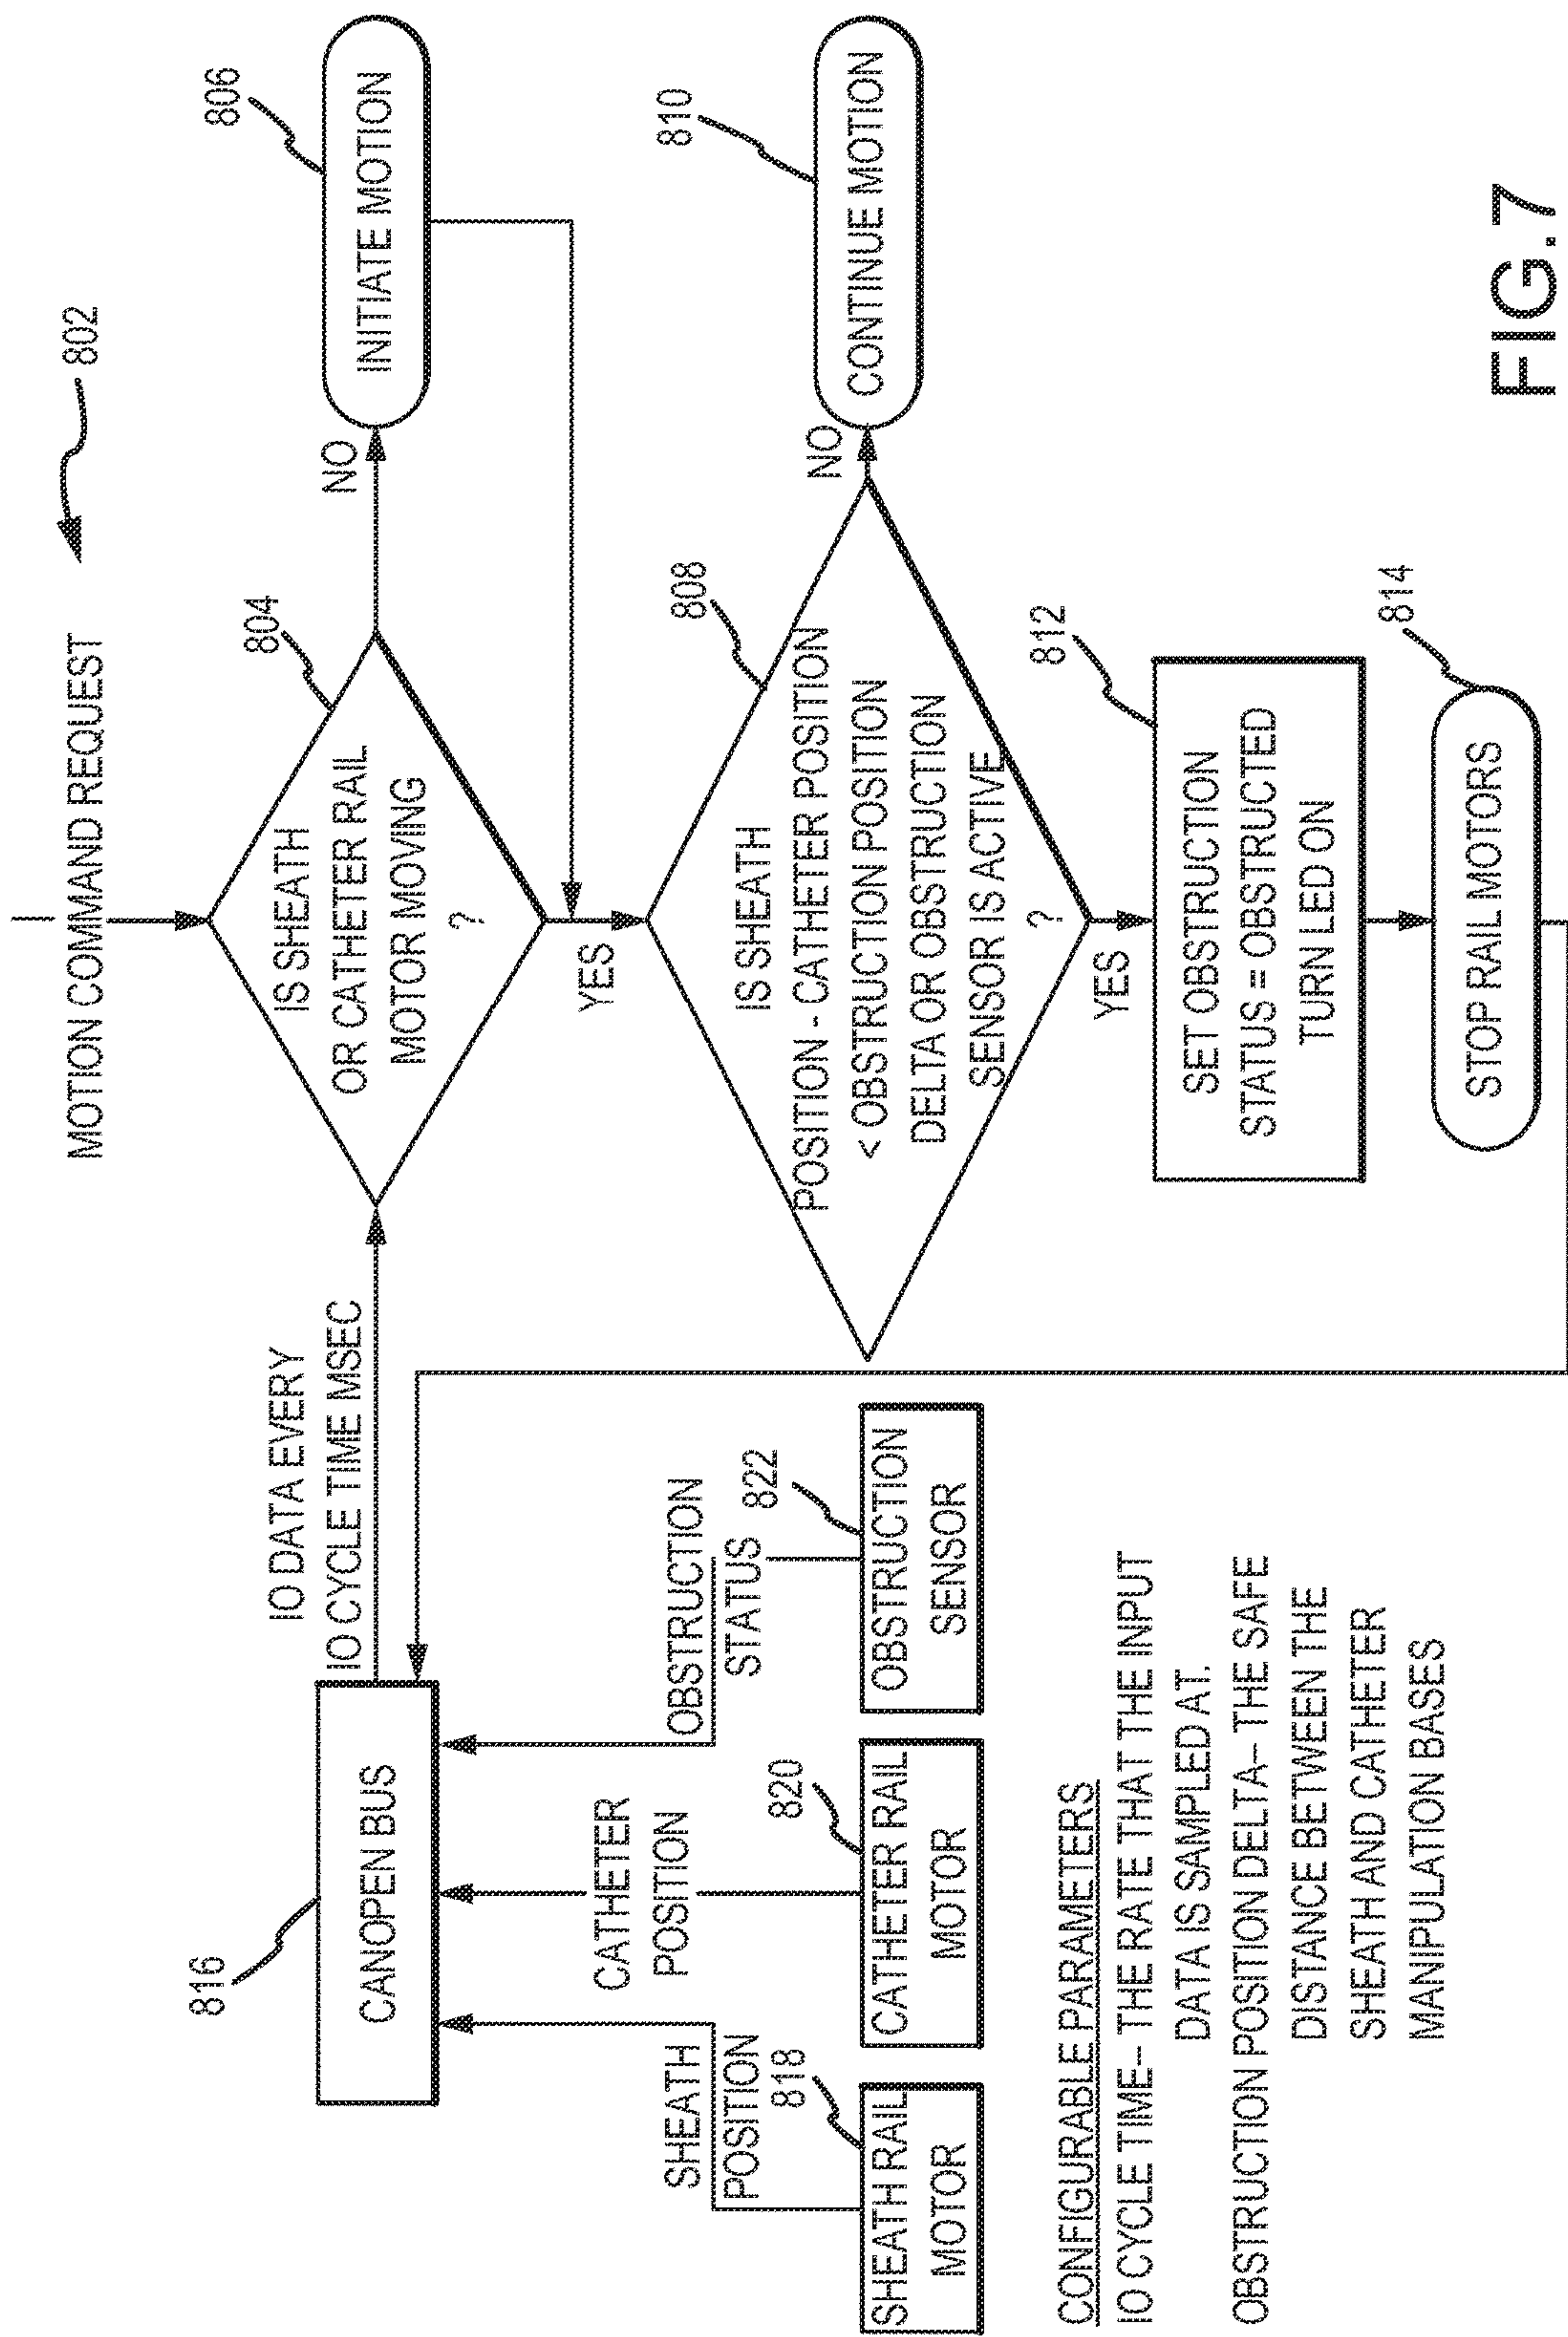 MOTION COMMAND REQUEST
802
IO DATA EVERY
IO CYCLE TIME MSEC
804
IS SHEATH
OR CATHETER RAIL
MOTOR MOVING
?
NO
806
INITIATE MOTION
YES
816
CANOPEN BUS
SHEATH
POSITION
CATHETER
POSITION
OBSTRUCTION
STATUS
818
SHEATH RAIL
MOTOR
820
CATHETER RAIL
MOTOR
822
OBSTRUCTION
SENSOR
808
IS SHEATH
POSITION - CATHETER POSITION
< OBSTRUCTION POSITION
DELTA OR OBSTRUCTION
SENSOR IS ACTIVE
?
NO
810
CONTINUE MOTION
YES
812
SET OBSTRUCTION
STATUS = OBSTRUCTED
TURN LED ON
814
STOP RAIL MOTORS
CONFIGURABLE PARAMETERS
IO CYCLE TIME– THE RATE THAT THE INPUT
DATA IS SAMPLED AT.
OBSTRUCTION POSITION DELTA– THE SAFE
DISTANCE BETWEEN THE
SHEATH AND CATHETER
MANIPULATION BASES
FIG.7